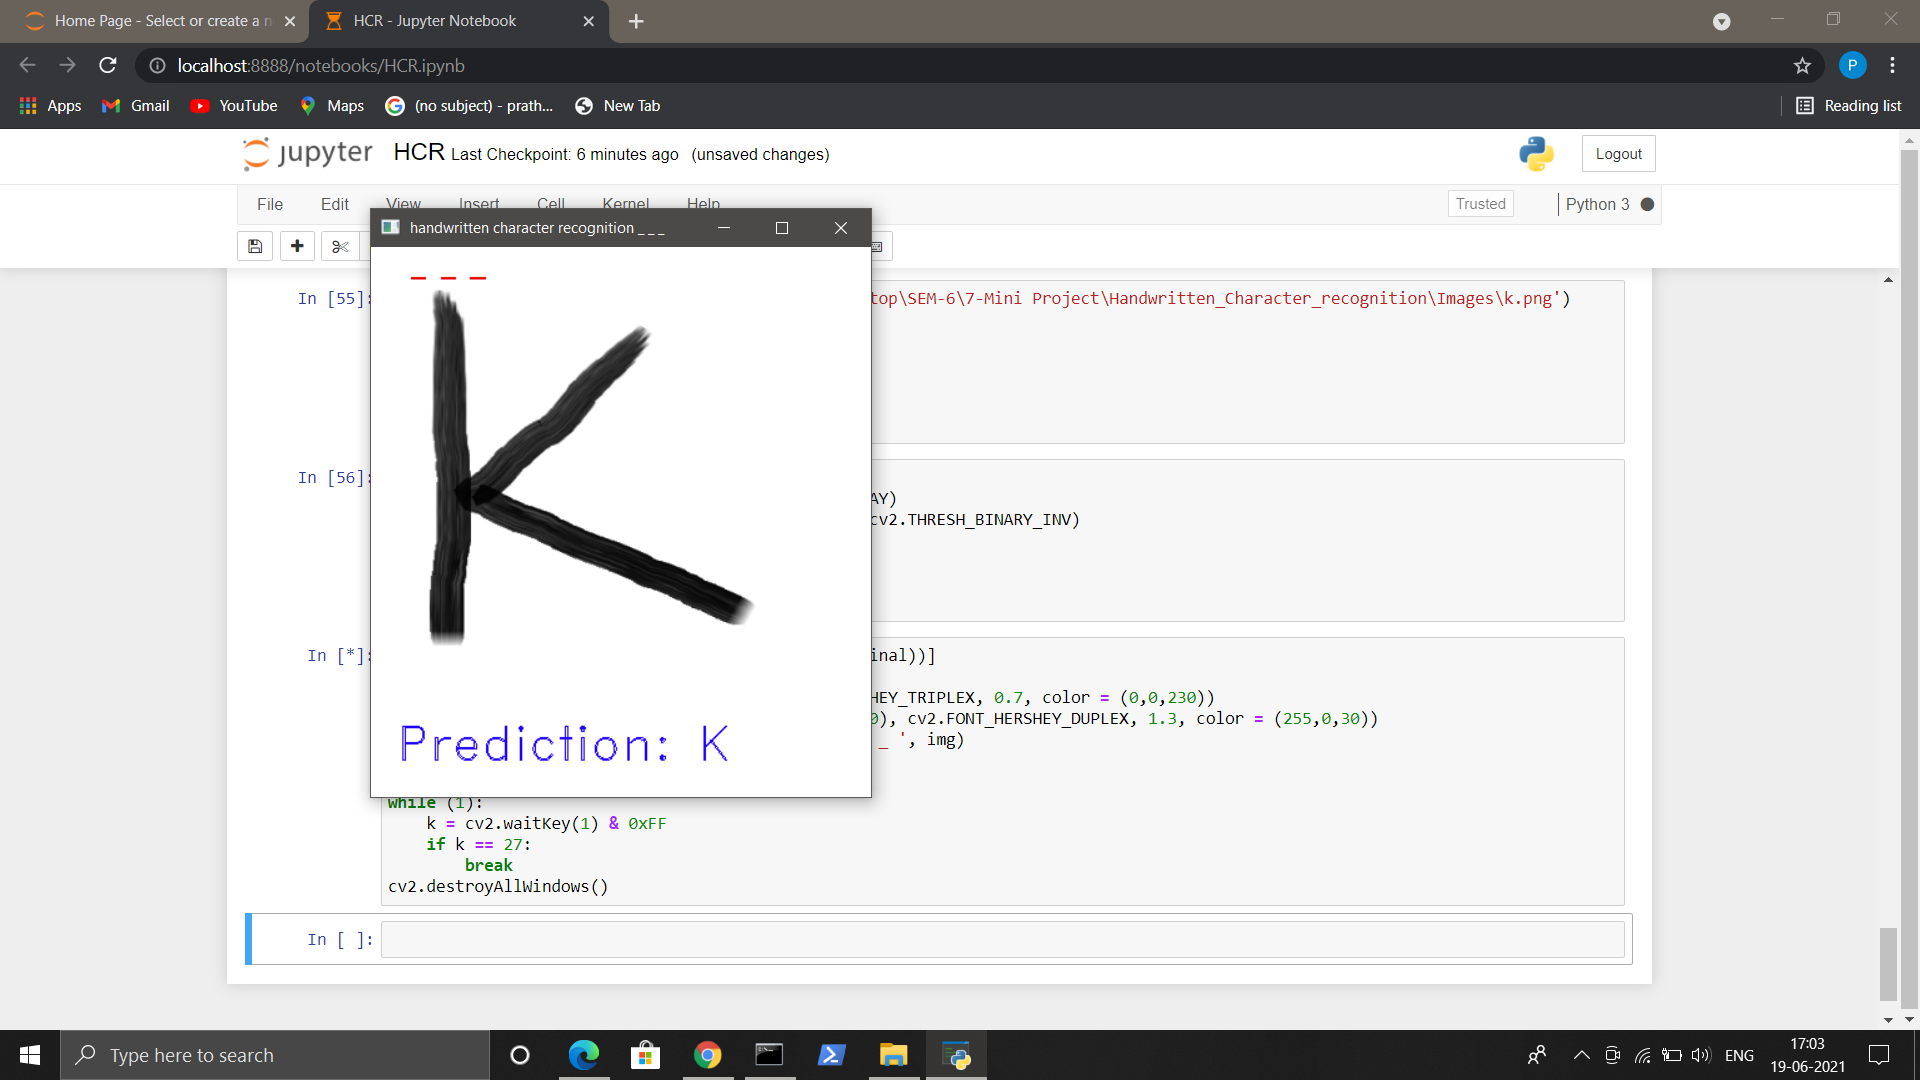 Home Page - Select or create a n
HCR - Jupyter Notebook
localhost:8888/notebooks/HCR.ipynb
P
Apps
Gmail
YouTube
Maps
(no subject) - prath...
New Tab
Reading list
jupyter
HCR Last Checkpoint: 6 minutes ago (unsaved changes)
Logout
File Edit View Insert Cell Kernel Help
Trusted
Python 3
handwritten character recognition _ _ _
_ _ _
K
Prediction: K
In [55]:
top\SEM-6\7-Mini Project\Handwritten_Character_recognition\Images\k.png')
In [56]:
AY)
cv2.THRESH_BINARY_INV)
In [*]:
inal))]
HEY_TRIPLEX, 0.7, color = (0,0,230))
0), cv2.FONT_HERSHEY_DUPLEX, 1.3, color = (255,0,30))
_ ', img)
while (1):
k = cv2.waitKey(1) & 0xFF
if k == 27:
break
cv2.destroyAllWindows()
In [ ]:
Type here to search
ENG
17:03
19-06-2021